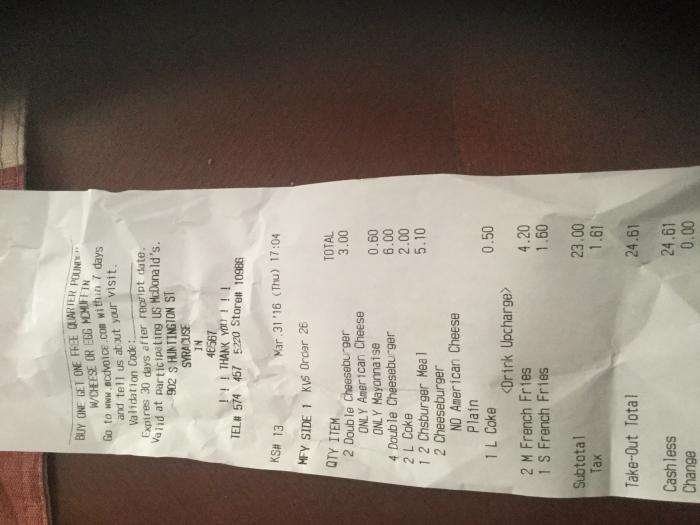 BUY ONE GET ONE FREE QUARTER POUNDER
W/CHEESE OR EGG MCMUFFIN
Go to www.mcdvoice.com within 7 days
and tell us about your visit.
Validation Code:
Expires 30 days after receipt date.
Valid at participating US McDonald's.
902 S HUNTINGTON ST
SYRACUSE
IN
46567
! ! ! THANK YOU ! ! !
TEL# 574 457 5220 Store# 10986
KS# 13 Mar.31'16 (Thu) 17:04
MFY SIDE 1 KVS Order 26
QTY ITEM TOTAL
2 Double Cheeseburger 3.00
ONLY American Cheese
ONLY Mayonnaise 0.60
4 Double Cheeseburger 6.00
2 L Coke 2.00
1 2 Chsburger Meal 5.10
2 Cheeseburger
NO American Cheese
Plain
1 L Coke 0.50
<Drink Upcharge>
2 M French Fries 4.20
1 S French Fries 1.60
Subtotal 23.00
Tax 1.61
Take-Out Total 24.61
Cashless 24.61
Change 0.00